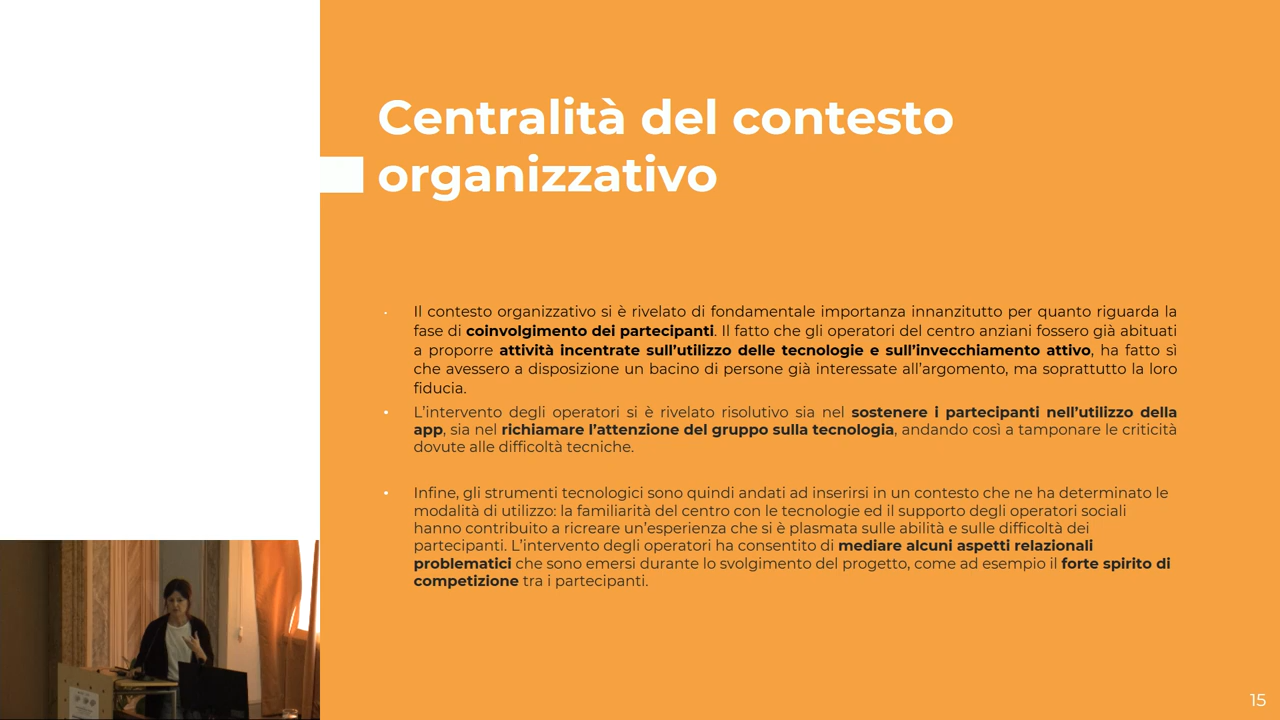 Centralità del contesto
organizzativo
Il contesto organizzativo si è rivelato di fondamentale importanza innanzitutto per quanto riguarda la
fase di coinvolgimento dei partecipanti. Il fatto che gli operatori del centro anziani fossero già abituati
a proporre attività incentrate sull’utilizzo delle tecnologie e sull’invecchiamento attivo, ha fatto sì
che avessero a disposizione un bacino di persone già interessate all’argomento, ma soprattutto la loro
fiducia.
L’intervento degli operatori si è rivelato risolutivo sia nel sostenere i partecipanti nell’utilizzo della
app, sia nel richiamare l’attenzione del gruppo sulla tecnologia, andando così a tamponare le criticità
dovute alle difficoltà tecniche.
Infine, gli strumenti tecnologici sono quindi andati ad inserirsi in un contesto che ne ha determinato le
modalità di utilizzo: la familiarità del centro con le tecnologie ed il supporto degli operatori sociali
hanno contribuito a ricreare un’esperienza che si è plasmata sulle abilità e sulle difficoltà dei
partecipanti. L’intervento degli operatori ha consentito di mediare alcuni aspetti relazionali
problematici che sono emersi durante lo svolgimento del progetto, come ad esempio il forte spirito di
competizione tra i partecipanti.
15